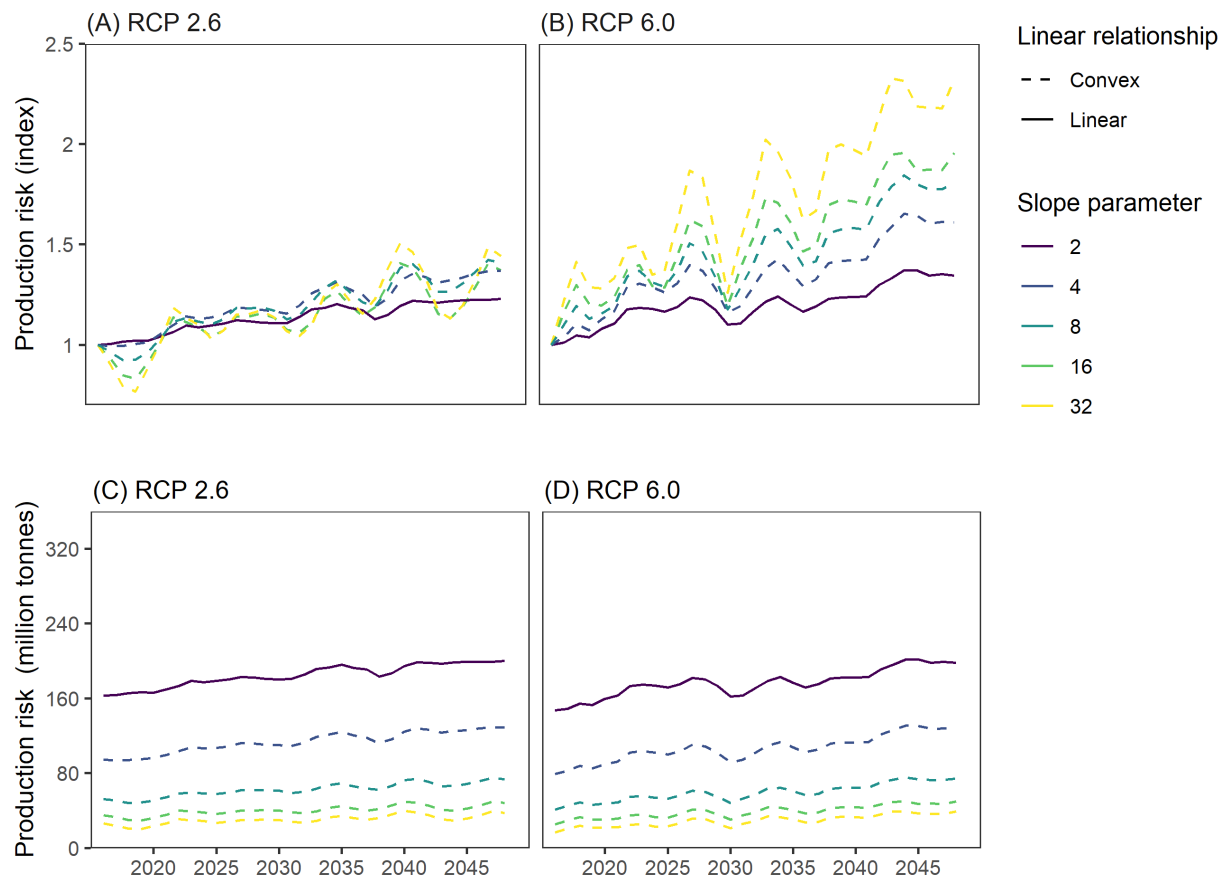 (A) RCP 2.6
(B) RCP 6.0
Production risk (index)
2.5
2
1.5
1
Linear relationship
Convex
Linear
Slope parameter
2
4
8
16
32
(C) RCP 2.6
(D) RCP 6.0
Production risk (million tonnes)
320
240
160
80
0
2020 2025 2030 2035 2040 2045
2020 2025 2030 2035 2040 2045